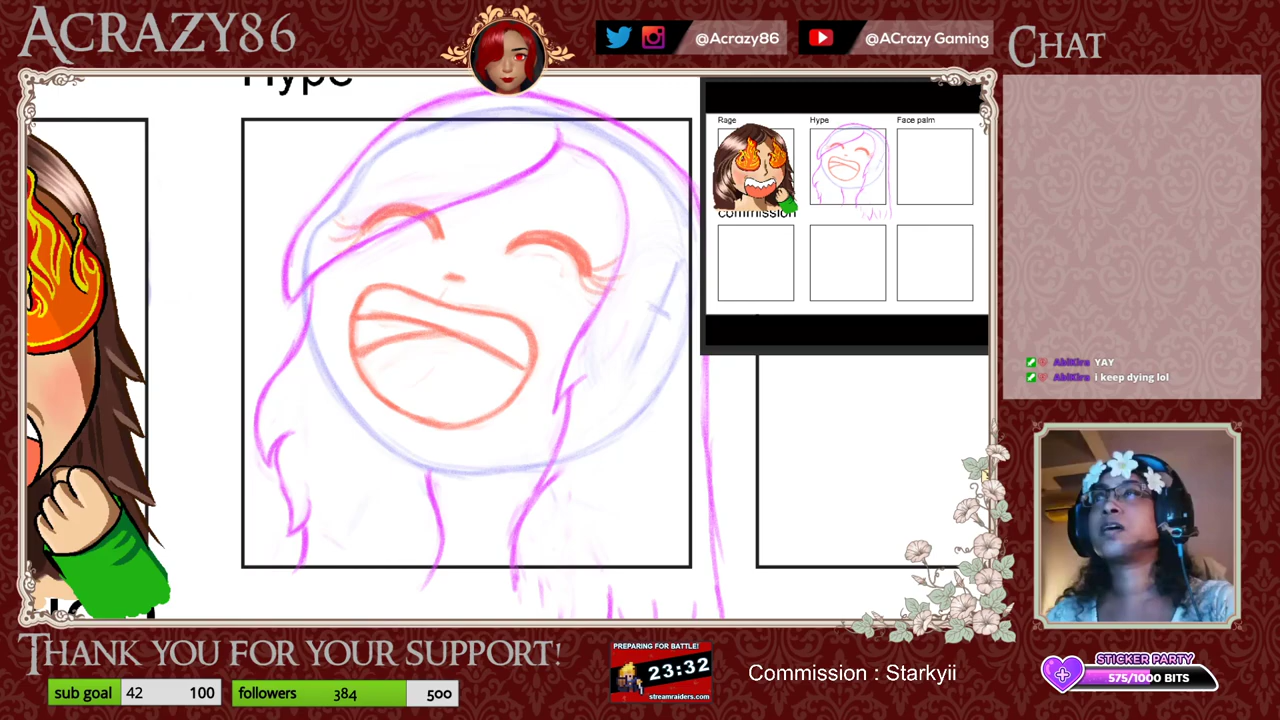 ACRAZY86
@Acrazy86
@ACrazy Gaming
CHAT
Hype
Rage
Hype
Face palm
commission
AbiKiru YAY
AbiKiru i keep dying lol
THANK YOU FOR YOUR SUPPORT!
sub goal 42 100
followers 384 500
PREPARING FOR BATTLE!
23:32
streamraiders.com
Commission : Starkyii
STICKER PARTY
575/1000 BITS